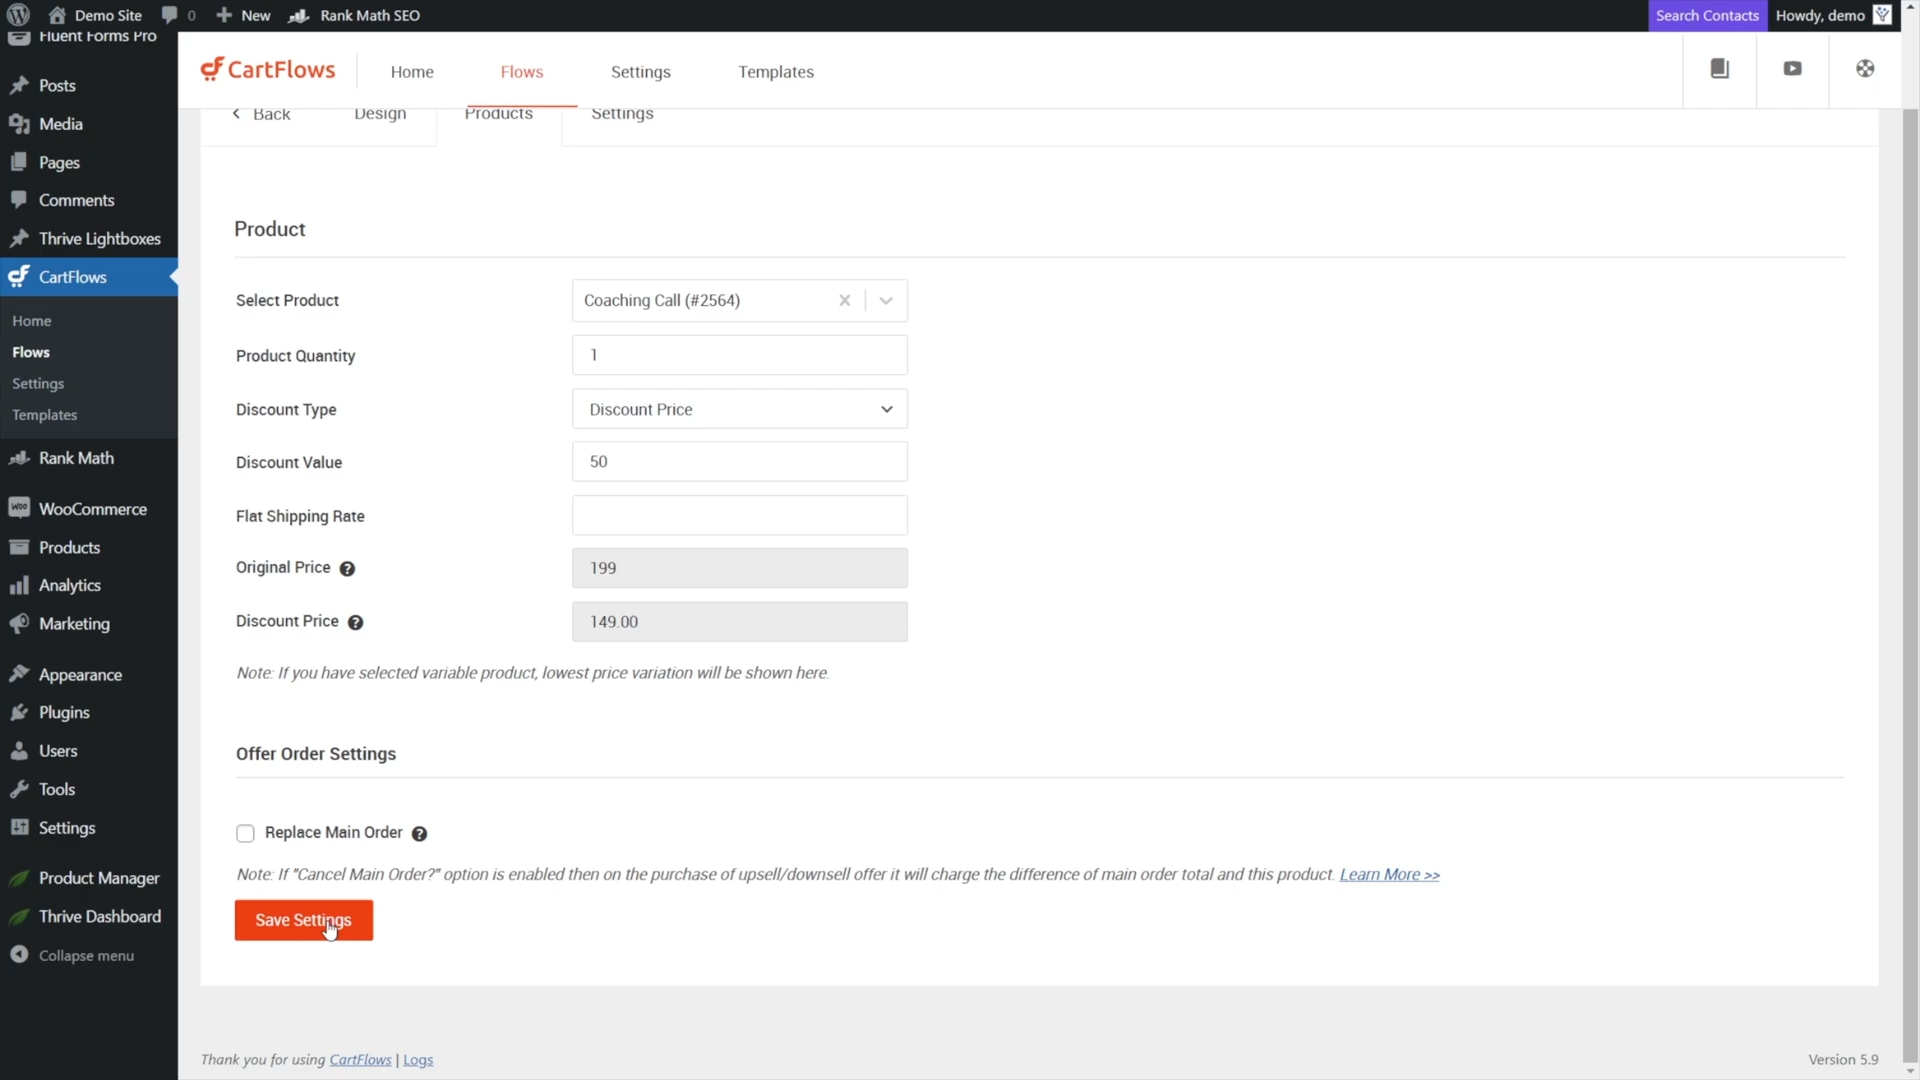 Demo Site 0 New Rank Math SEO Search Contacts Howdy, demo
Fluent Forms Pro
Posts
Media
Pages
Comments
Thrive Lightboxes
CartFlows
Home
Flows
Settings
Templates
Rank Math
WooCommerce
Products
Analytics
Marketing
Appearance
Plugins
Users
Tools
Settings
Product Manager
Thrive Dashboard
Collapse menu
CartFlows Home Flows Settings Templates
Back Design Products Settings
Product
Select Product Coaching Call (#2564)
Product Quantity 1
Discount Type Discount Price
Discount Value 50
Flat Shipping Rate
Original Price ? 199
Discount Price ? 149.00
Note: If you have selected variable product, lowest price variation will be shown here.
Offer Order Settings
Replace Main Order ?
Note: If "Cancel Main Order?" option is enabled then on the purchase of upsell/downsell offer it will charge the difference of main order total and this product. Learn More >>
Save Settings
Thank you for using CartFlows | Logs Version 5.9